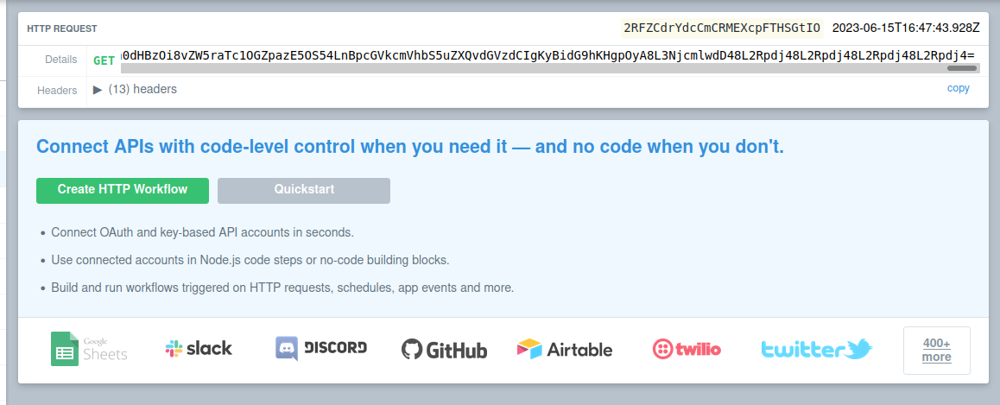 HTTP REQUEST 2RFZCdrYdcCmCRMEXcpFTHSGtIO 2023-06-15T16:47:43.928Z
Details GET 0dHBzOi8vZW5raTc1OGZpazE5OS54LnBpcGVkcmVhbS5uZXQvdGVzdCIgKyBidG9hKHgpOyA8L3NjcmlwdD48L2Rpdj48L2Rpdj48L2Rpdj48L2Rpdj4=
Headers ▶ (13) headers copy
Connect APIs with code-level control when you need it — and no code when you don't.
Create HTTP Workflow Quickstart
• Connect OAuth and key-based API accounts in seconds.
• Use connected accounts in Node.js code steps or no-code building blocks.
• Build and run workflows triggered on HTTP requests, schedules, app events and more.
Google Sheets slack DISCORD GitHub Airtable twilio twitter 400+ more